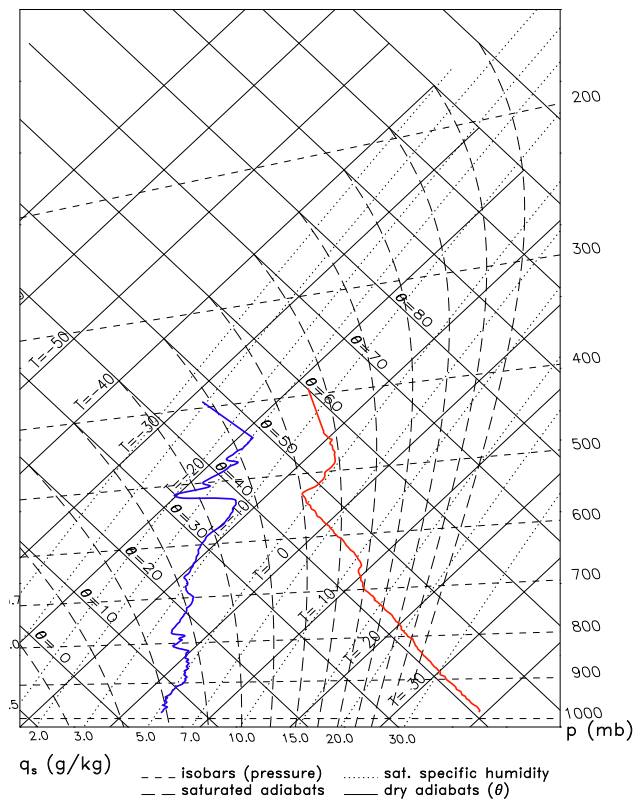 200
300
400
500
600
700
800
900
1000
p (mb)
θ=80
θ=70
θ=60
θ=50
θ=40
θ=30
θ=20
θ=10
θ= 0
T=-50
T=-40
T=-30
T=-20
T=-10
T= 0
T= 10
T= 20
T= 30
2.0 3.0 5.0 7.0 10.0 15.0 20.0 30.0
qs (g/kg)
isobars (pressure) sat. specific humidity
saturated adiabats dry adiabats (θ)